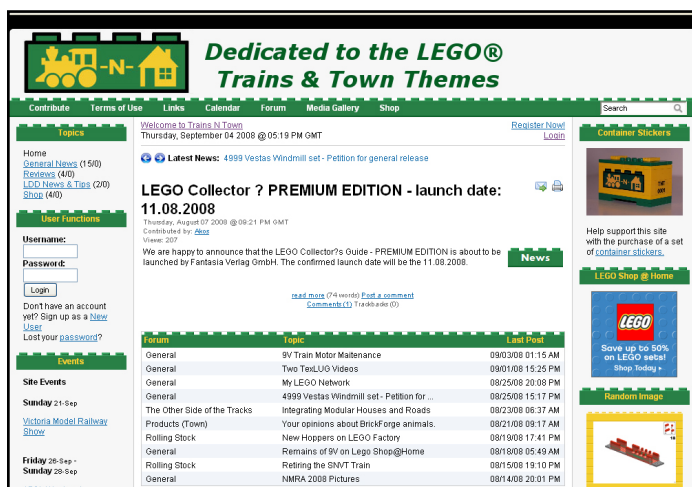 -N-
Dedicated to the LEGO®
Trains & Town Themes
Contribute Terms of Use Links Calendar Forum Media Gallery Shop
Search
Topics
Home
General News (15/0)
Reviews (4/0)
LDD News & Tips (2/0)
Shop (4/0)
User Functions
Username:
Password:
Login
Don't have an account
yet? Sign up as a New
User
Lost your password?
Events
Site Events
Sunday 21-Sep
Victoria Model Railway
Show
Friday 26-Sep -
Sunday 28-Sep
Welcome to Trains N Town
Thursday, September 04 2008 @ 05:19 PM GMT
Register Now!
Login
Latest News: 4999 Vestas Windmill set - Petition for general release
LEGO Collector ? PREMIUM EDITION - launch date:
11.08.2008
Thursday, August 07 2008 @ 09:21 PM GMT
Contributed by: Akos
Views: 207
We are happy to announce that the LEGO Collector?s Guide - PREMIUM EDITION is about to be
launched by Fantasia Verlag GmbH. The confirmed launch date will be the 11.08.2008.
News
read more (74 words) Post a comment
Comments (1) Trackbacks (0)
Forum Topic Last Post
General 9V Train Motor Maitenance 09/03/08 01:15 AM
General Two TexLUG Videos 09/01/08 15:25 PM
General My LEGO Network 08/25/08 20:08 PM
General 4999 Vestas Windmill set - Petition for ... 08/25/08 15:17 PM
The Other Side of the Tracks Integrating Modular Houses and Roads 08/23/08 06:37 AM
Products (Town) Your opinions about BrickForge animals. 08/21/08 09:17 AM
Rolling Stock New Hoppers on LEGO Factory 08/19/08 17:41 PM
General Remains of 9V on Lego Shop@Home 08/18/08 05:49 AM
Rolling Stock Retiring the SNVT Train 08/15/08 19:10 PM
General NMRA 2008 Pictures 08/14/08 20:01 PM
Container Stickers
Help support this site
with the purchase of a set
of container stickers.
LEGO Shop @ Home
LEGO
Save up to 50%
on LEGO sets!
Shop Today
Random Image